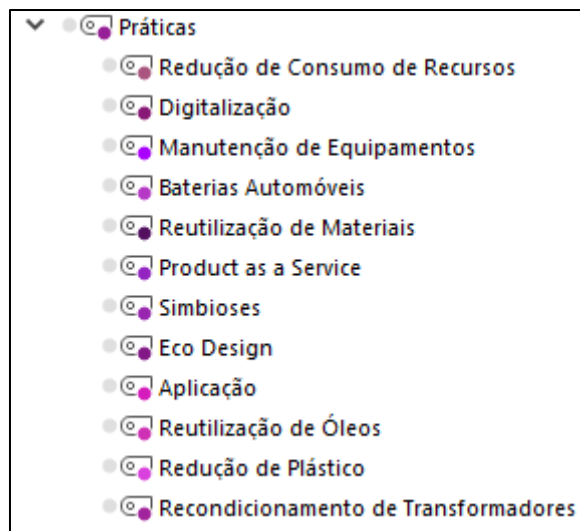 Práticas
Redução de Consumo de Recursos
Digitalização
Manutenção de Equipamentos
Baterias Automóveis
Reutilização de Materiais
Product as a Service
Simbioses
Eco Design
Aplicação
Reutilização de Óleos
Redução de Plástico
Recondicionamento de Transformadores